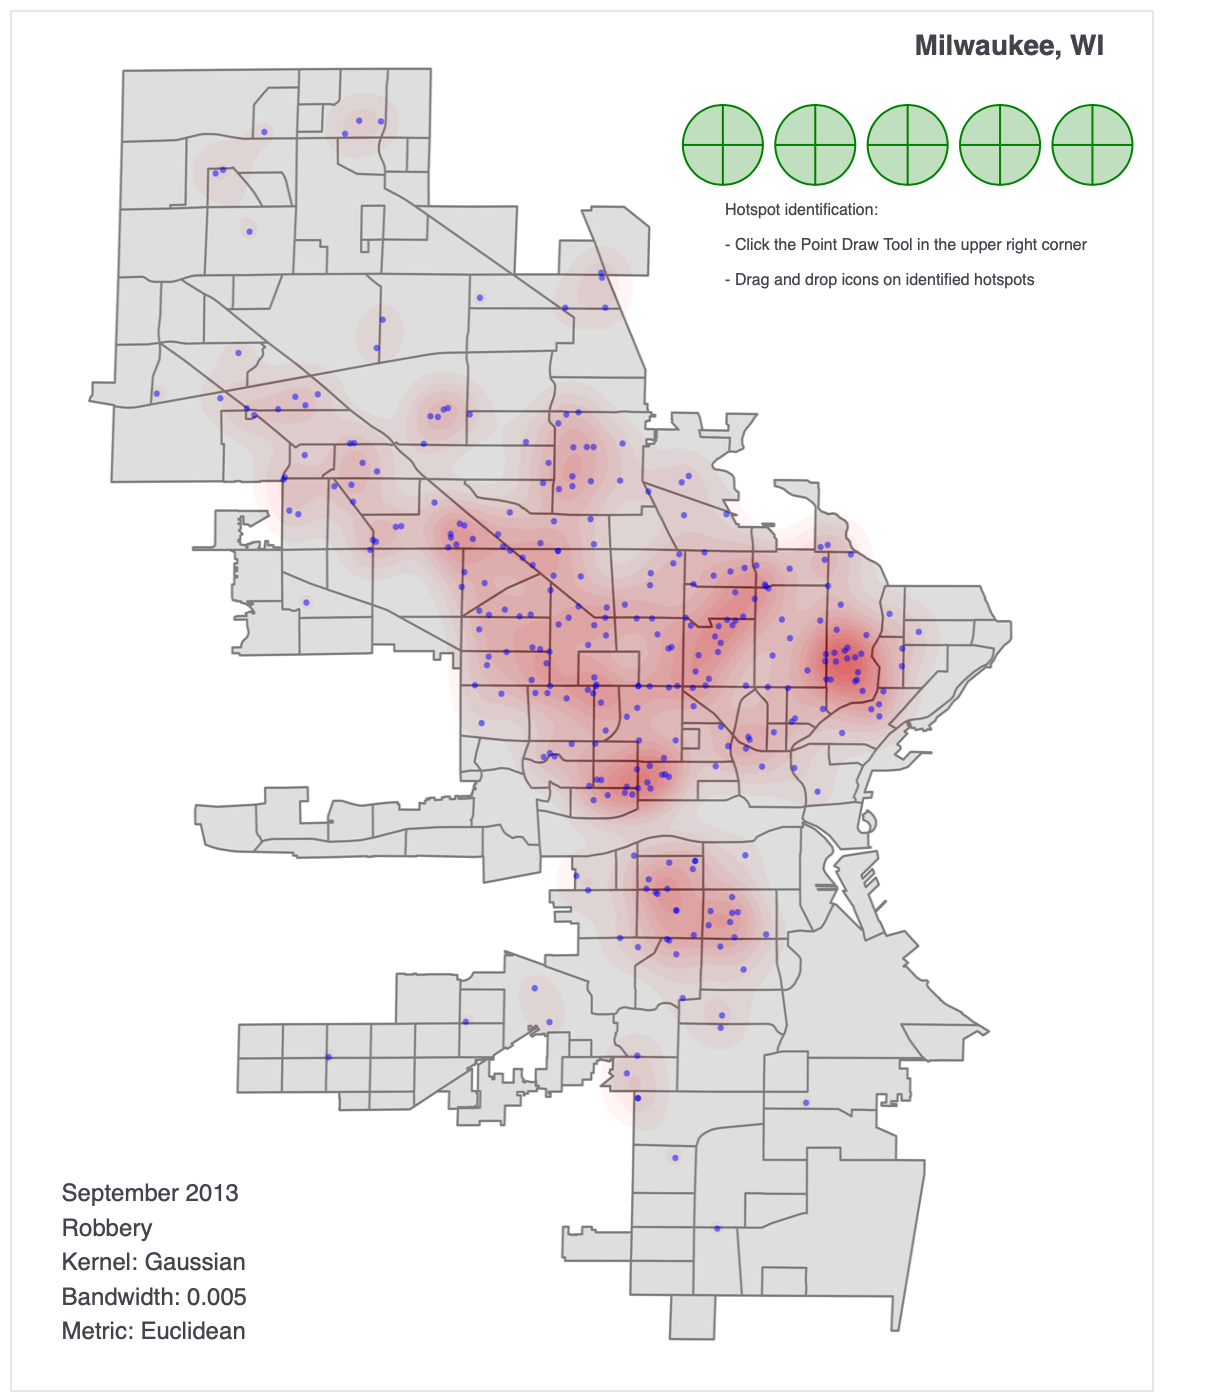 Milwaukee, WI
Hotspot identification:
- Click the Point Draw Tool in the upper right corner
- Drag and drop icons on identified hotspots
September 2013
Robbery
Kernel: Gaussian
Bandwidth: 0.005
Metric: Euclidean